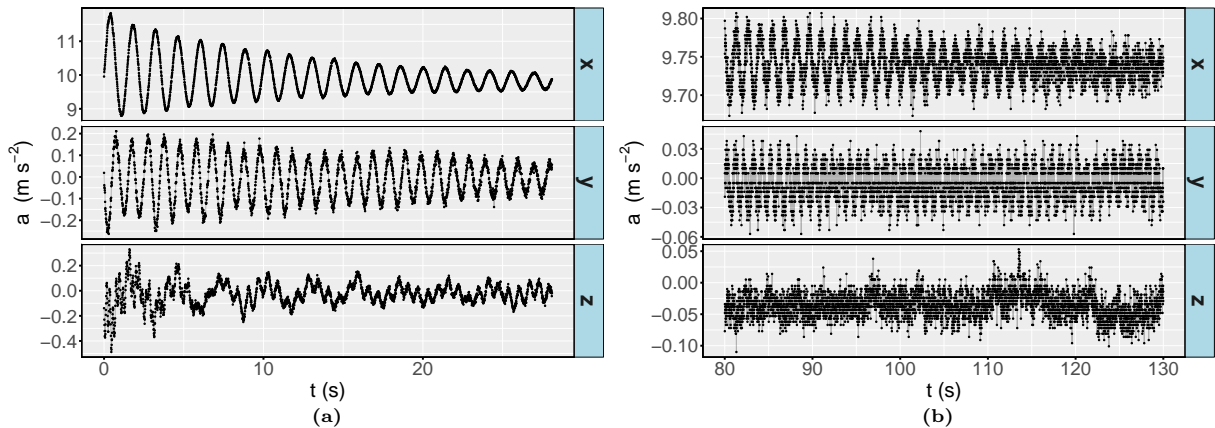 11
10
9
x
0.2
0.1
0.0
−0.1
−0.2
y
0.2
0.0
−0.2
−0.4
z
a (m s−2)
0 10 20
t (s)
(a)
9.80
9.75
9.70
x
0.03
0.00
−0.03
−0.06
y
0.05
0.00
−0.05
−0.10
z
a (m s−2)
80 90 100 110 120 130
t (s)
(b)